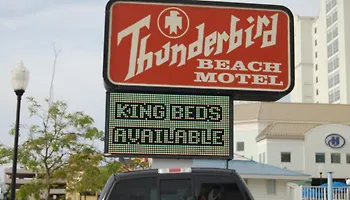 Thunderbird
BEACH
MOTEL
KING BEDS
AVAILABLE